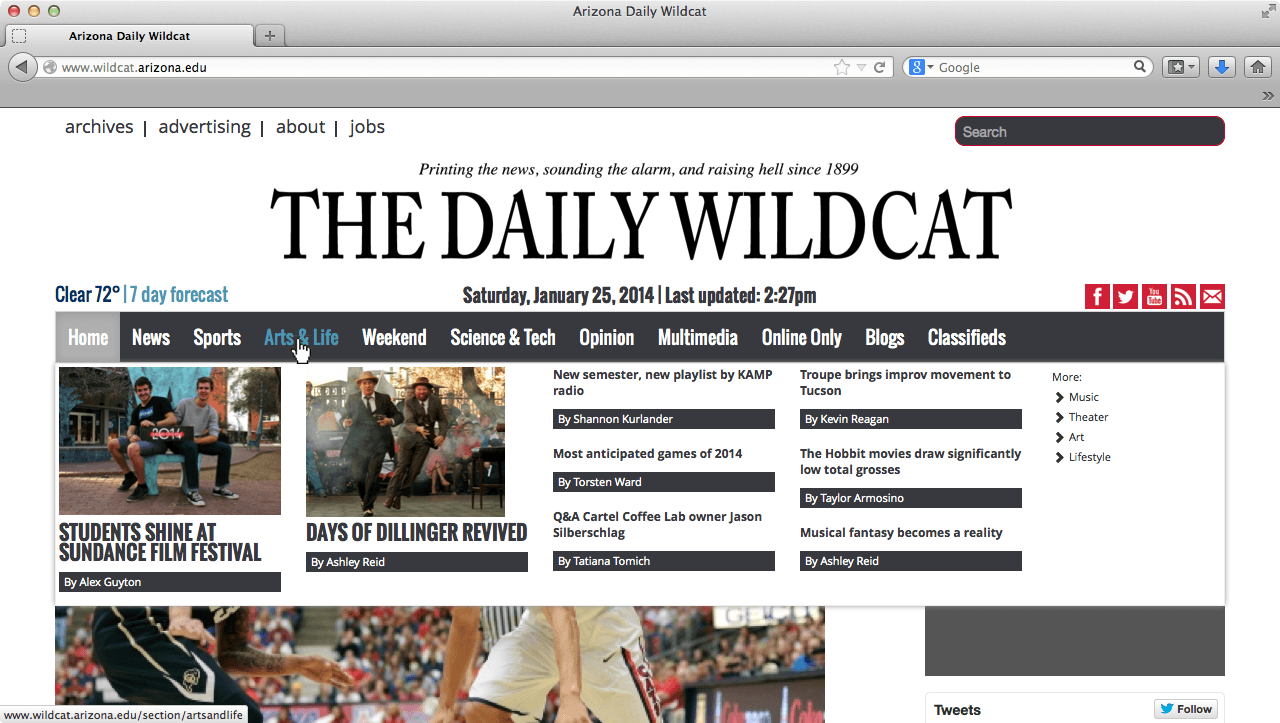 Arizona Daily Wildcat
Arizona Daily Wildcat
www.wildcat.arizona.edu
Google
archives | advertising | about | jobs
Search
Printing the news, sounding the alarm, and raising hell since 1899
THE DAILY WILDCAT
Clear 72° | 7 day forecast
Saturday, January 25, 2014 | Last updated: 2:27pm
You Tube
Home News Sports Arts & Life Weekend Science & Tech Opinion Multimedia Online Only Blogs Classifieds
2014
STUDENTS SHINE AT
SUNDANCE FILM FESTIVAL
By Alex Guyton
DAYS OF DILLINGER REVIVED
By Ashley Reid
New semester, new playlist by KAMP
radio
By Shannon Kurlander
Most anticipated games of 2014
By Torsten Ward
Q&A Cartel Coffee Lab owner Jason
Silberschlag
By Tatiana Tomich
Troupe brings improv movement to
Tucson
By Kevin Reagan
The Hobbit movies draw significantly
low total grosses
By Taylor Armosino
Musical fantasy becomes a reality
By Ashley Reid
More:
Music
Theater
Art
Lifestyle
GEICO
Tweets
Follow
www.wildcat.arizona.edu/section/artsandlife